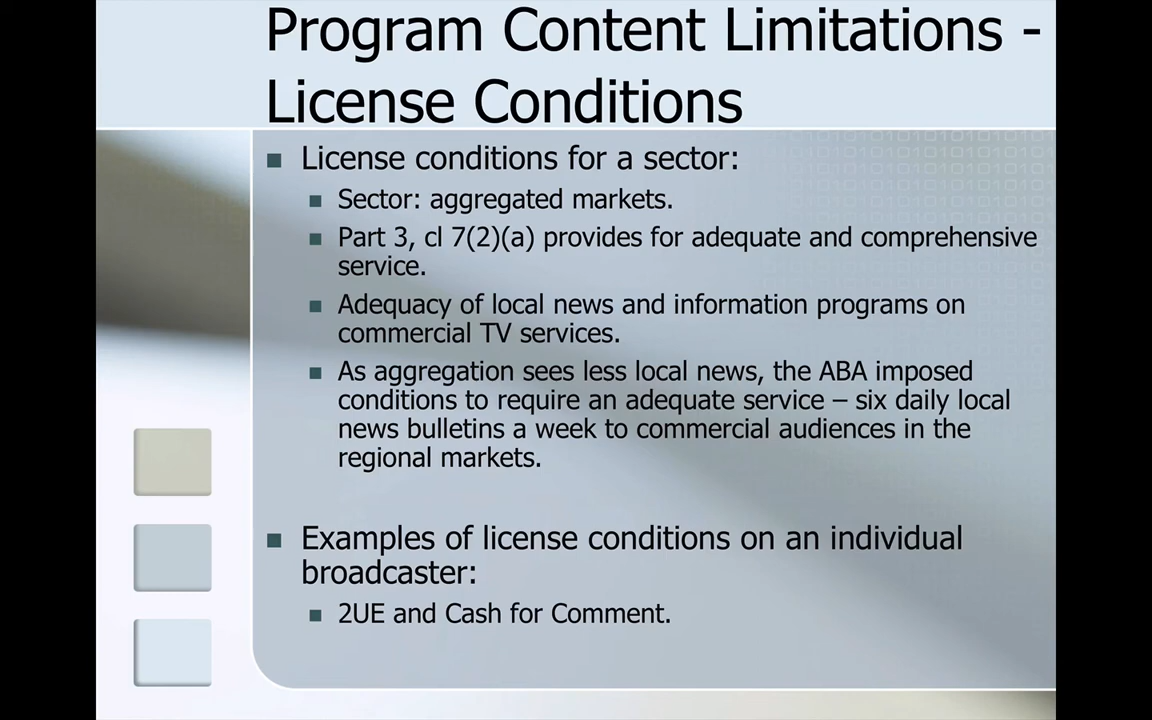 Program Content Limitations -
License Conditions
License conditions for a sector:
Sector: aggregated markets.
Part 3, cl 7(2)(a) provides for adequate and comprehensive
service.
Adequacy of local news and information programs on
commercial TV services.
As aggregation sees less local news, the ABA imposed
conditions to require an adequate service – six daily local
news bulletins a week to commercial audiences in the
regional markets.
Examples of license conditions on an individual
broadcaster:
2UE and Cash for Comment.